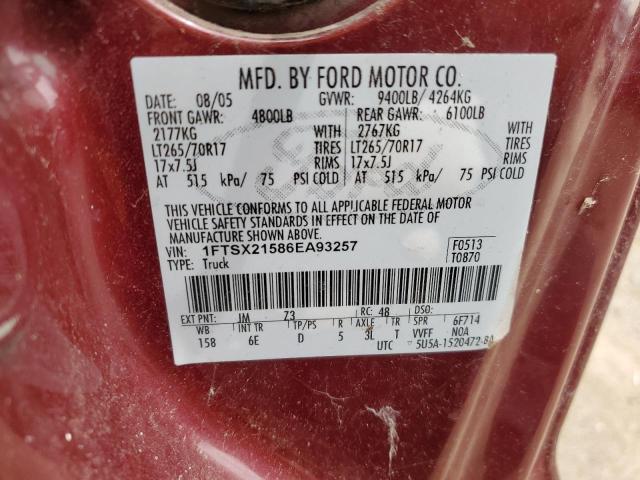 MFD. BY FORD MOTOR CO.
DATE: 08/05 GVWR: 9400LB/ 4264KG
FRONT GAWR: 4800LB REAR GAWR: 6100LB
2177KG WITH 2767KG WITH
LT265/70R17 TIRES LT265/70R17 TIRES
17x7.5J RIMS 17x7.5J RIMS
AT 515 kPa/ 75 PSI COLD AT 515 kPa/ 75 PSI COLD
THIS VEHICLE CONFORMS TO ALL APPLICABLE FEDERAL MOTOR
VEHICLE SAFETY STANDARDS IN EFFECT ON THE DATE OF
MANUFACTURE SHOWN ABOVE.
VIN: 1FTSX21586EA93257 F0513
TYPE: Truck T0870
EXT PNT: JM Z3 RC: 48 DSO:
WB INT TR TP/PS R AXLE TR SPR 6F714
158 6E D 5 3L T VVFF NOA
UTC 5U5A-1520472-BA